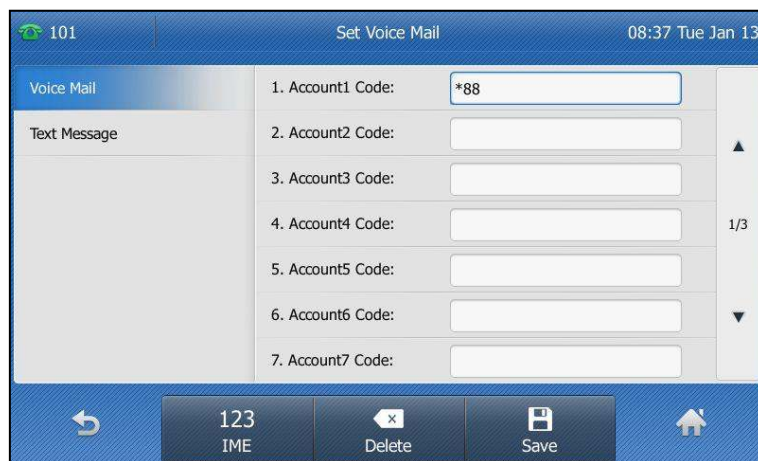 101 Set Voice Mail 08:37 Tue Jan 13
Voice Mail
Text Message
1. Account1 Code: *88
2. Account2 Code:
3. Account3 Code:
4. Account4 Code:
5. Account5 Code:
6. Account6 Code:
7. Account7 Code:
1/3
123
IME
Delete
Save